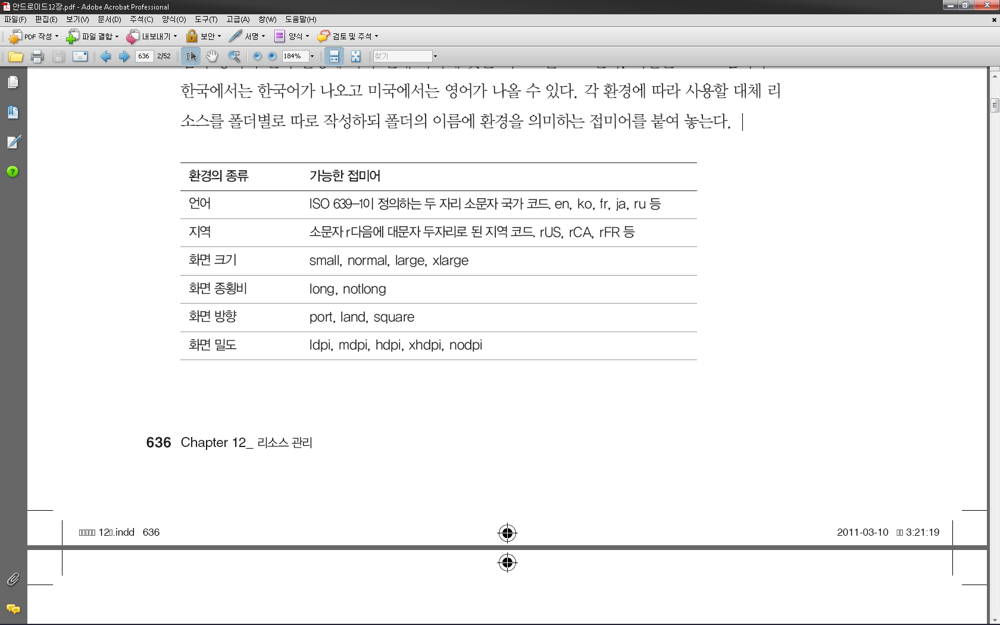 안드로이드12장.pdf - Adobe Acrobat Professional
파일(F) 편집(E) 보기(V) 문서(D) 주석(C) 양식(O) 도구(T) 고급(A) 창(W) 도움말(H)
PDF 작성 파일 결합 내보내기 보안 서명 양식 검토 및 주석
636 2/52 184% 찾기
한국에서는 한국어가 나오고 미국에서는 영어가 나올 수 있다. 각 환경에 따라 사용할 대체 리
소스를 폴더별로 따로 작성하되 폴더의 이름에 환경을 의미하는 접미어를 붙여 놓는다.
환경의 종류 가능한 접미어
언어 ISO 639-1이 정의하는 두 자리 소문자 국가 코드. en, ko, fr, ja, ru 등
지역 소문자 r다음에 대문자 두자리로 된 지역 코드. rUS, rCA, rFR 등
화면 크기 small, normal, large, xlarge
화면 종횡비 long, notlong
화면 방향 port, land, square
화면 밀도 ldpi, mdpi, hdpi, xhdpi, nodpi
636 Chapter 12_ 리소스 관리
12.indd 636 2011-03-10 3:21:19